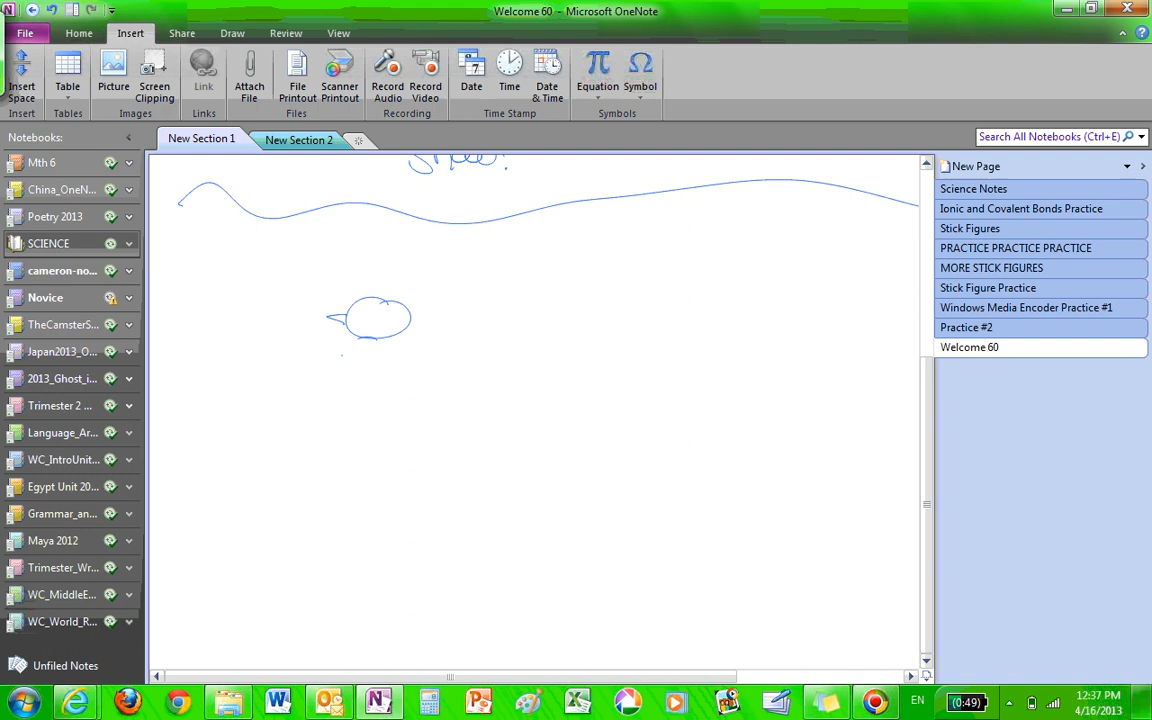 Welcome 60 – Microsoft OneNote
File Home Insert Share Draw Review View
Insert Space Table Picture Screen Clipping Link Attach File File Printout Scanner Printout Record Audio Record Video Date Time Date & Time Equation Symbol
Insert Tables Images Links Files Recording Time Stamp Symbols
Notebooks:
New Section 1 New Section 2
Search All Notebooks (Ctrl+E)
Mth 6
China_OneN...
Poetry 2013
SCIENCE
cameron-no...
Novice
TheCamsterS...
Japan2013_O...
2013_Ghost_i...
Trimester 2 ...
Language_Ar...
WC_IntroUnit...
Egypt Unit 20...
Grammar_an...
Maya 2012
Trimester_Wr...
WC_MiddleE...
WC_World_R...
Unfiled Notes
New Page
Science Notes
Ionic and Covalent Bonds Practice
Stick Figures
PRACTICE PRACTICE PRACTICE
MORE STICK FIGURES
Stick Figure Practice
Windows Media Encoder Practice #1
Practice #2
Welcome 60
EN (0:49) 12:37 PM
4/16/2013